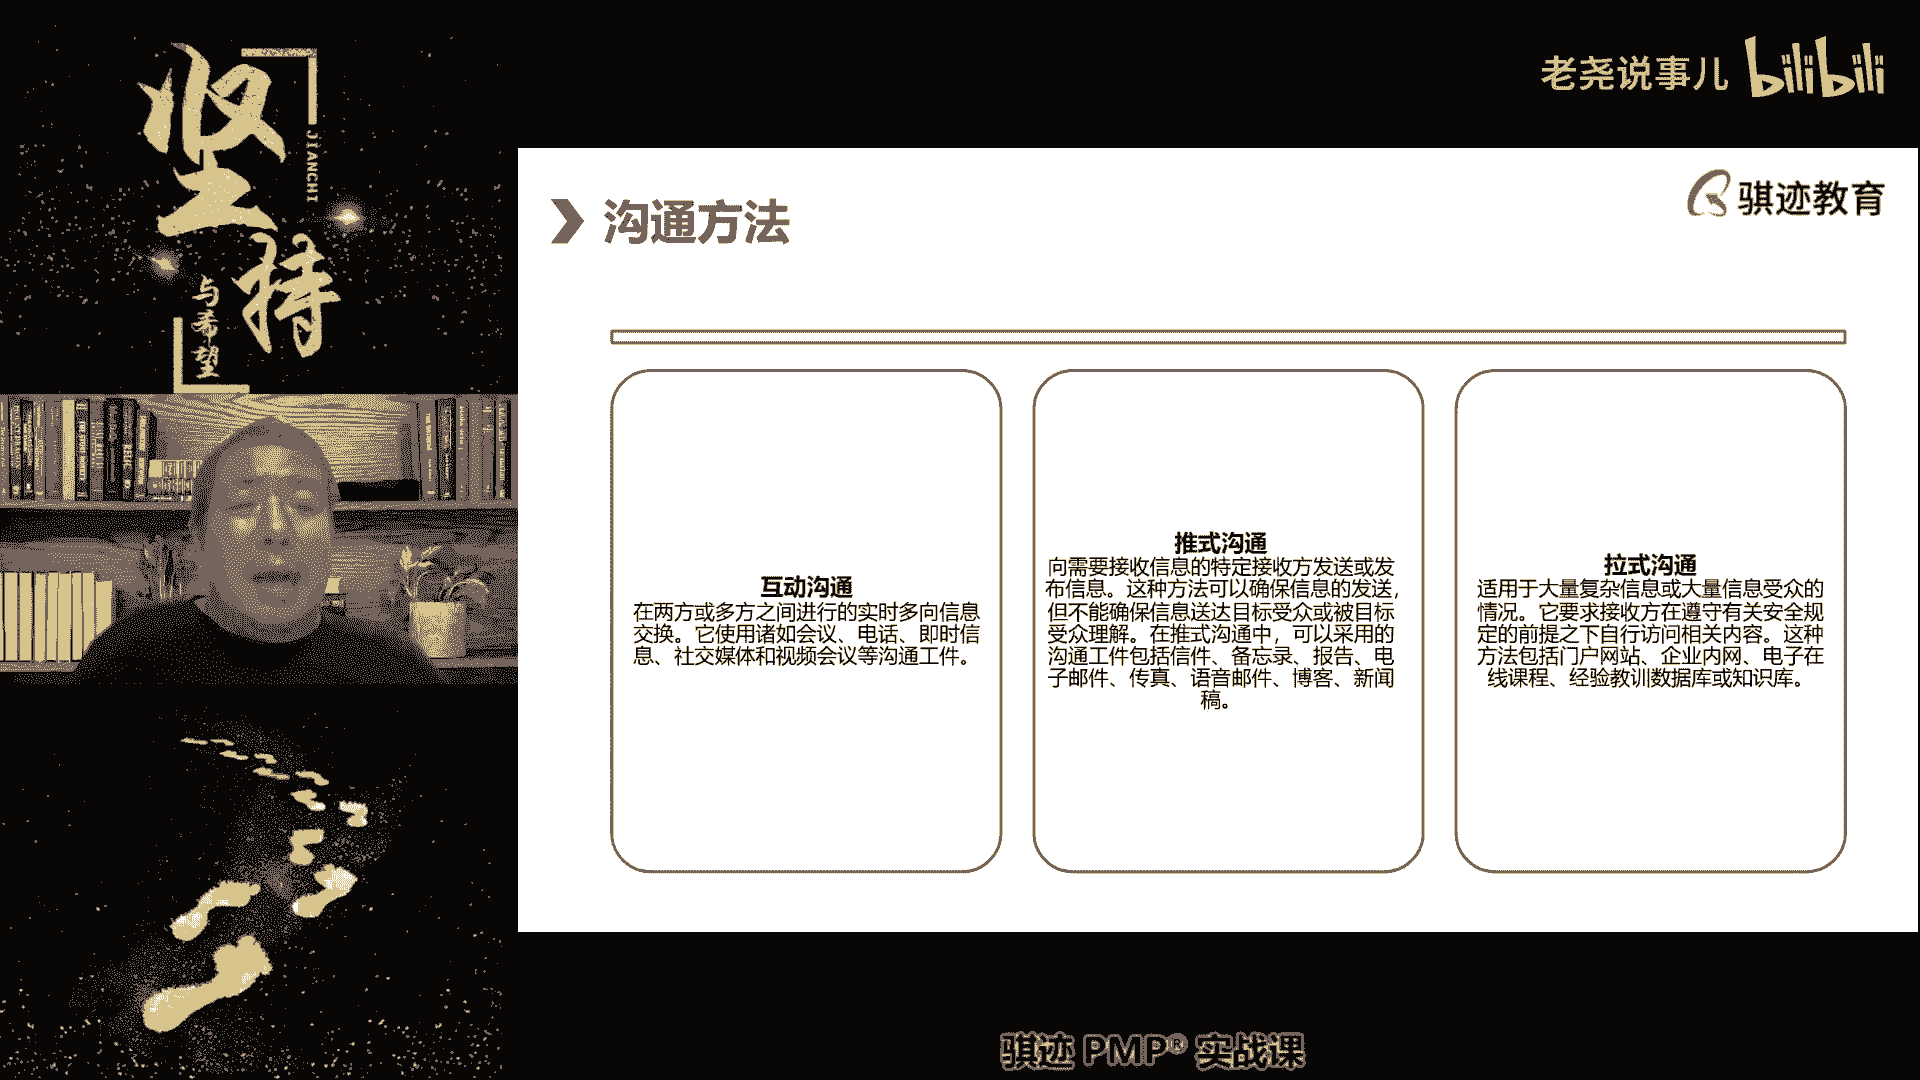 坚持
JIANCHI
与希望
老尧说事儿 bilibili
骐迹教育
沟通方法
互动沟通
在两方或多方之间进行的实时多向信息
交换。它使用诸如会议、电话、即时信
息、社交媒体和视频会议等沟通工件。
推式沟通
向需要接收信息的特定接收方发送或发
布信息。这种方法可以确保信息的发送,
但不能确保信息送达目标受众或被目标
受众理解。在推式沟通中，可以采用的
沟通工件包括信件、备忘录、报告、电
子邮件、传真、语音邮件、博客、新闻
稿。
拉式沟通
适用于大量复杂信息或大量信息受众的
情况。它要求接收方在遵守有关安全规
定的前提之下自行访问相关内容。这种
方法包括门户网站、企业内网、电子在
线课程、经验教训数据库或知识库。
骐迹 PMP® 实战课